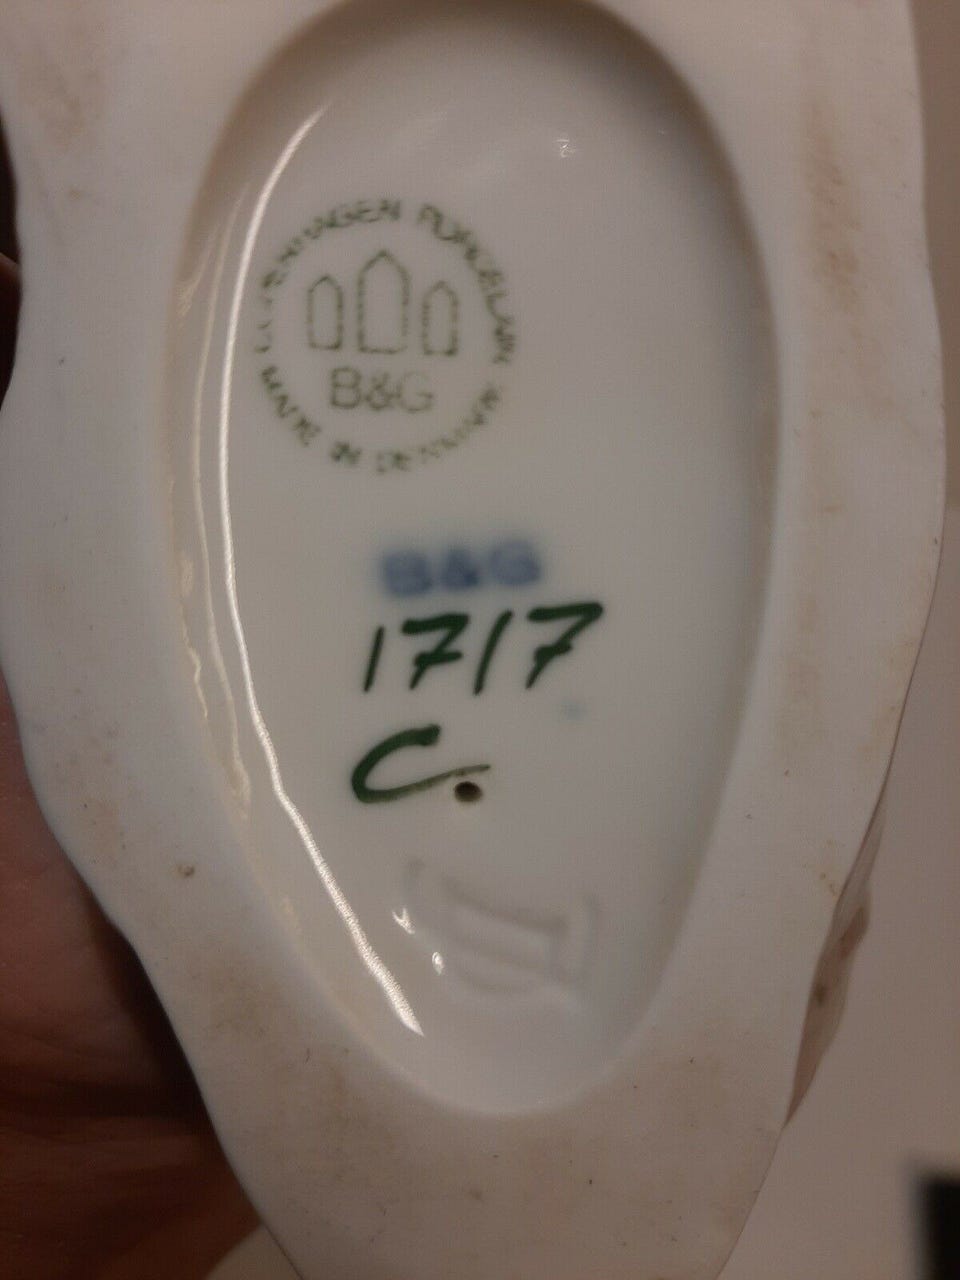 COPENHAGEN PORCELAIN
B&G
MADE IN DENMARK
B&G
1717
C.